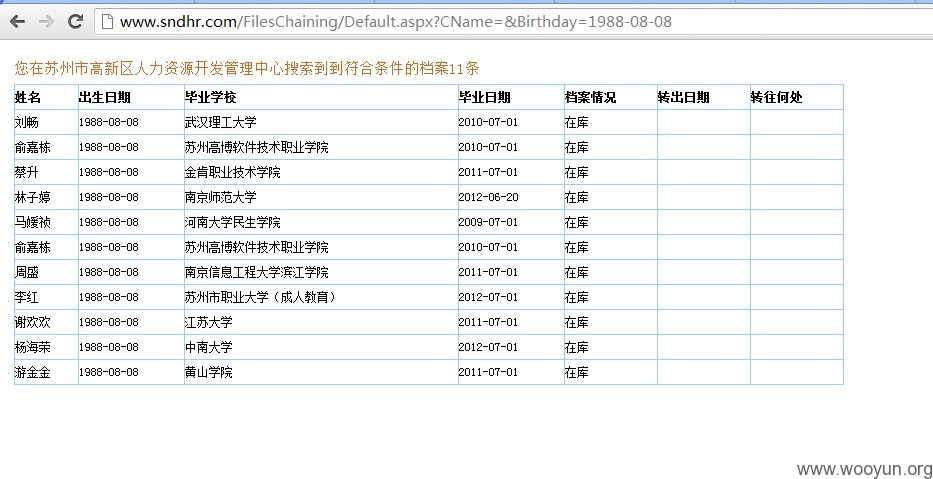 www.sndhr.com/FilesChaining/Default.aspx?CName=&Birthday=1988-08-08
您在苏州市高新区人力资源开发管理中心搜索到到符合条件的档案11条
姓名 出生日期 毕业学校 毕业日期 档案情况 转出日期 转往何处
刘畅 1988-08-08 武汉理工大学 2010-07-01 在库
俞嘉栋 1988-08-08 苏州高博软件技术职业学院 2010-07-01 在库
蔡升 1988-08-08 金肯职业技术学院 2011-07-01 在库
林子婷 1988-08-08 南京师范大学 2012-06-20 在库
马媛祯 1988-08-08 河南大学民生学院 2009-07-01 在库
俞嘉栋 1988-08-08 苏州高博软件技术职业学院 2010-07-01 在库
周盛 1988-08-08 南京信息工程大学滨江学院 2011-07-01 在库
李红 1988-08-08 苏州市职业大学（成人教育） 2012-07-01 在库
谢欢欢 1988-08-08 江苏大学 2011-07-01 在库
杨海荣 1988-08-08 中南大学 2012-07-01 在库
游金金 1988-08-08 黄山学院 2011-07-01 在库
www.wooyun.org